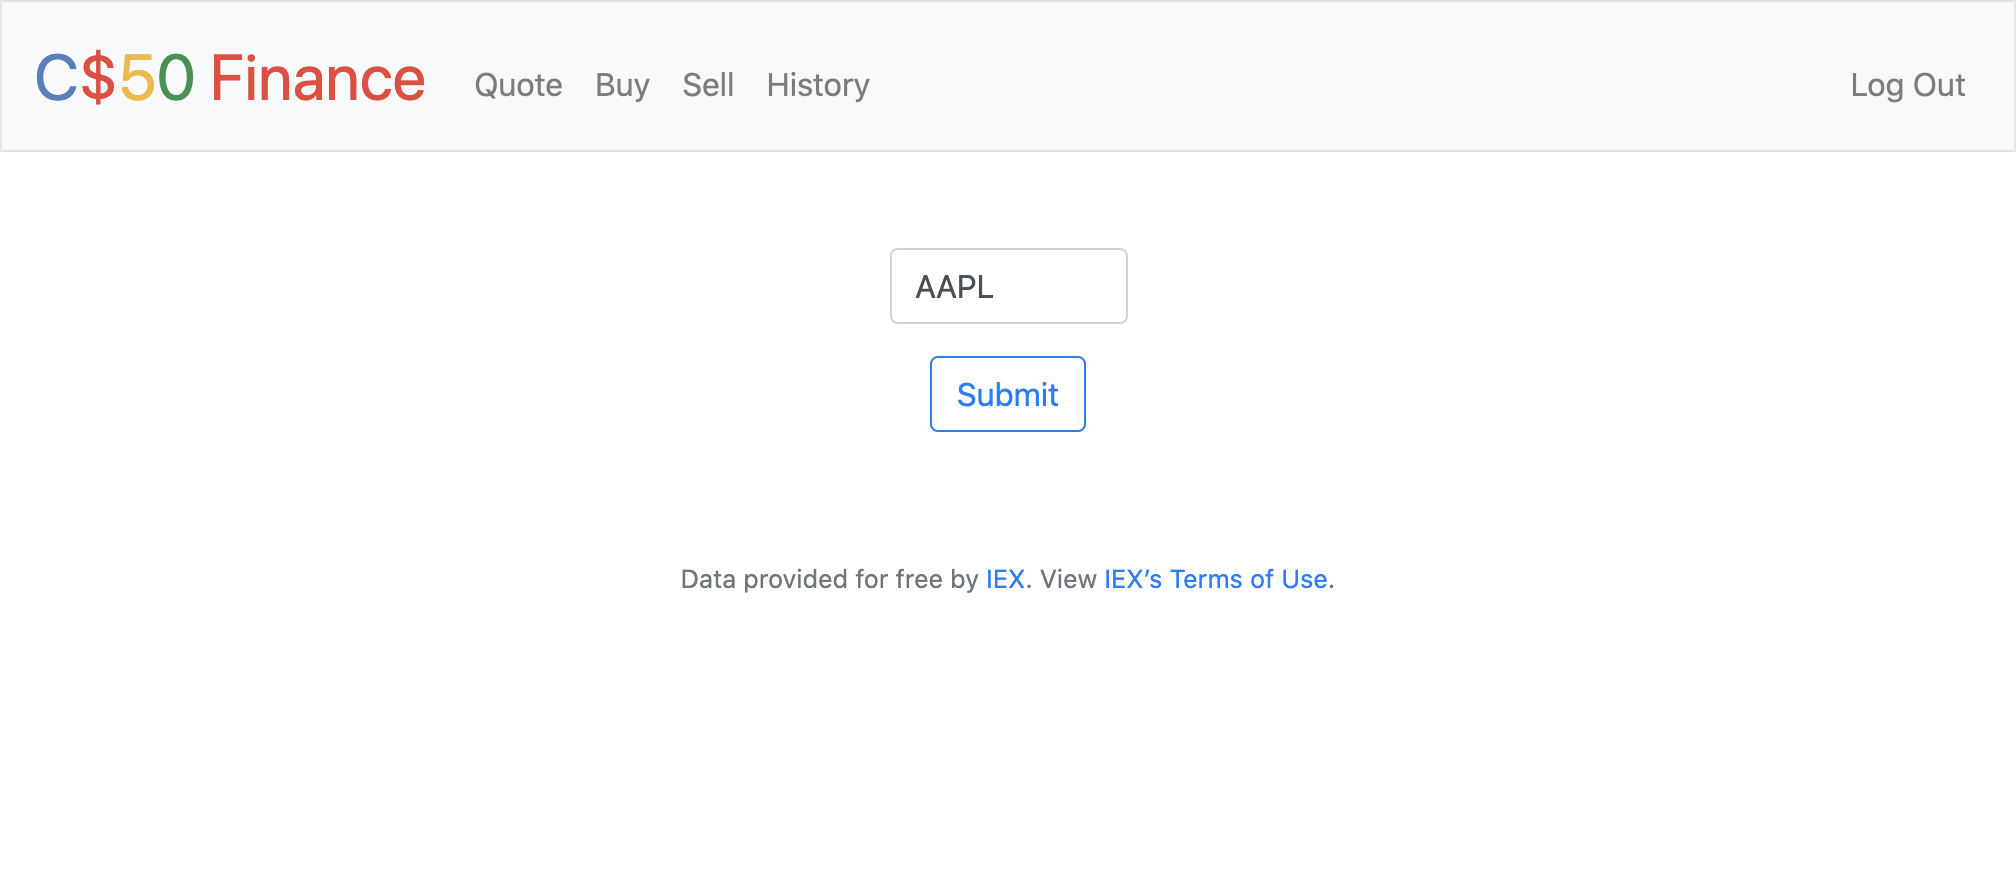 C$50 Finance Quote Buy Sell History Log Out
AAPL
Submit
Data provided for free by IEX. View IEX’s Terms of Use.